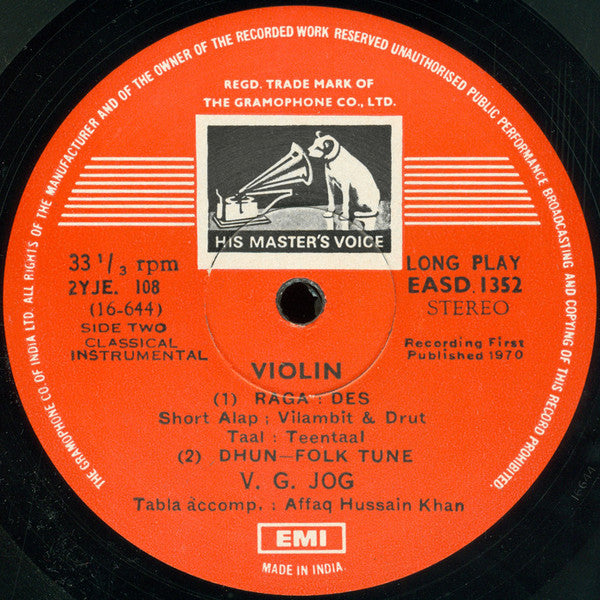 THE GRAMOPHONE CO. OF INDIA LTD. ALL RIGHTS OF THE MANUFACTURER AND OF THE OWNER OF THE RECORDED WORK RESERVED UNAUTHORISED PUBLIC PERFORMANCE BROADCASTING AND COPYING OF THIS RECORD PROHIBITED.
REGD. TRADE MARK OF
THE GRAMOPHONE CO., LTD.
HIS MASTER'S VOICE
33 1/3 rpm
2YJE. 108
(16-644)
SIDE TWO
CLASSICAL
INSTRUMENTAL
LONG PLAY
EASD. 1352
STEREO
Recording First
Published 1970
VIOLIN
(1) RAGA : DES
Short Alap : Vilambit & Drut
Taal : Teentaal
(2) DHUN—FOLK TUNE
V. G. JOG
Tabla accomp. : Affaq Hussain Khan
EMI
MADE IN INDIA.